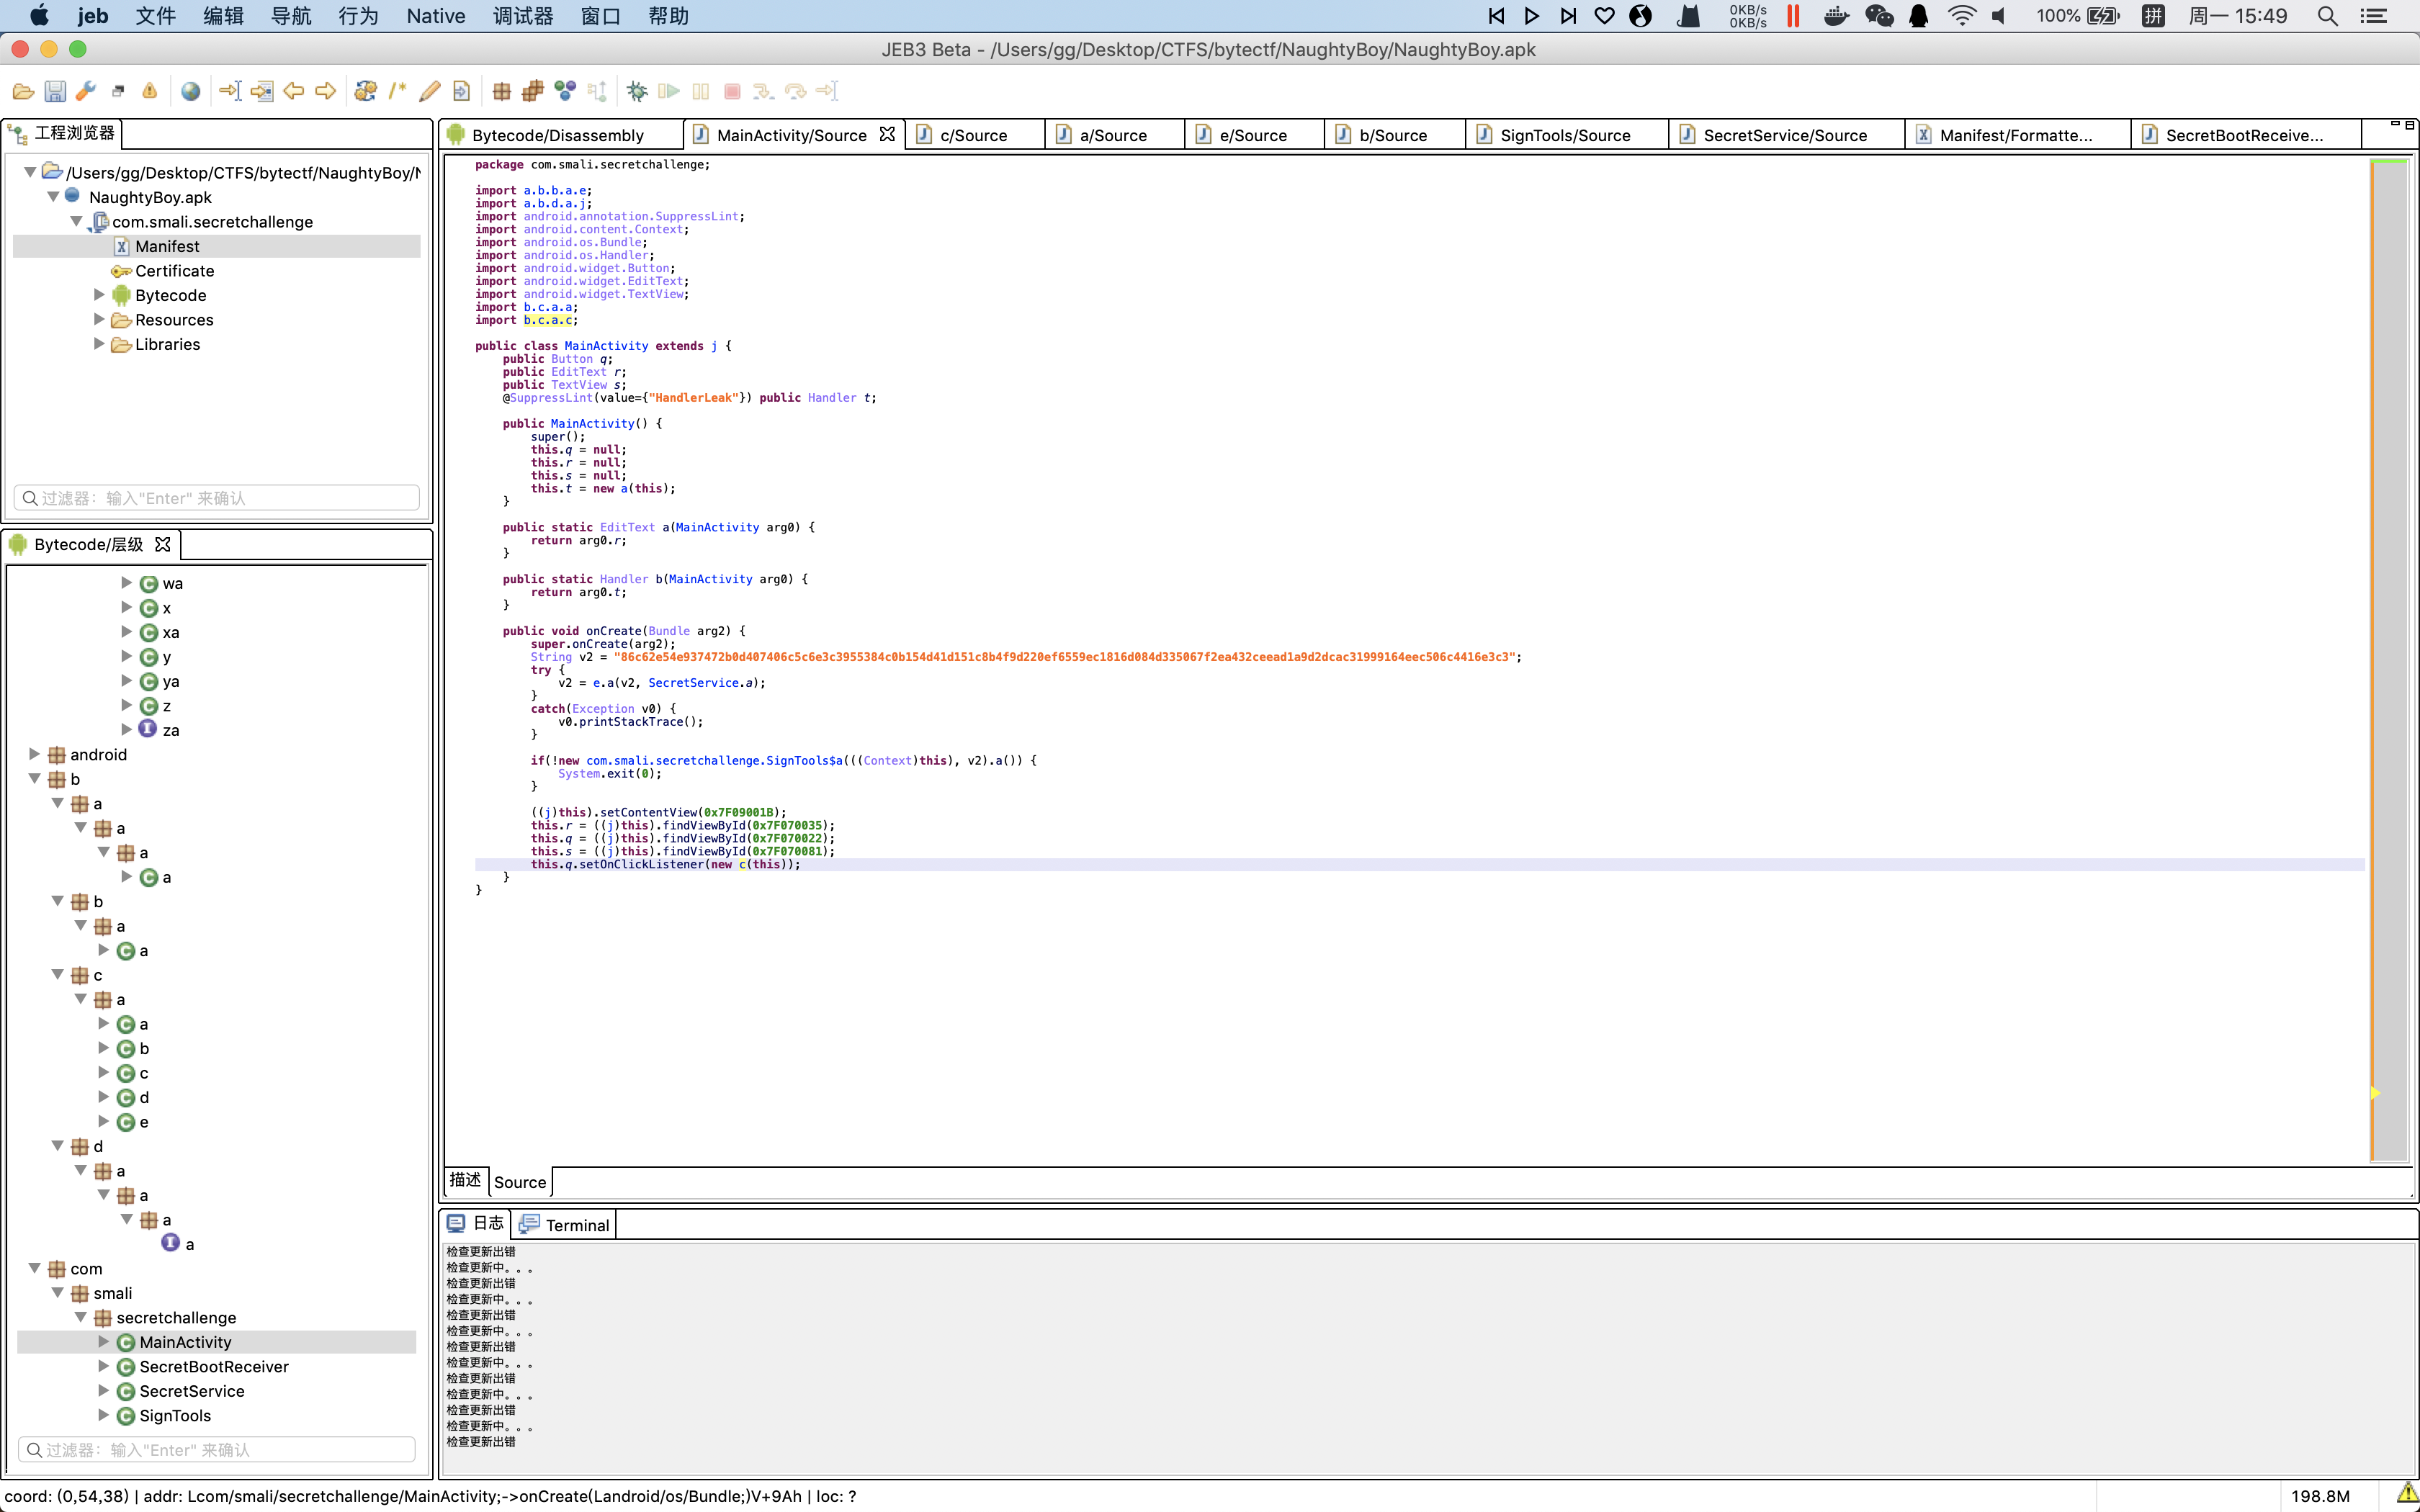 jeb 文件 编辑 导航 行为 Native 调试器 窗口 帮助 0KB/s 0KB/s 100% 拼 周一 15:49
JEB3 Beta - /Users/gg/Desktop/CTFS/bytectf/NaughtyBoy/NaughtyBoy.apk
工程浏览器
/Users/gg/Desktop/CTFS/bytectf/NaughtyBoy/N
NaughtyBoy.apk
com.smali.secretchallenge
Manifest
Certificate
Bytecode
Resources
Libraries
过滤器：输入"Enter" 来确认
Bytecode/层级
wa
x
xa
y
ya
z
za
android
b
a
a
a
a
b
a
a
c
a
a
b
c
d
e
d
a
a
a
a
com
smali
secretchallenge
MainActivity
SecretBootReceiver
SecretService
SignTools
过滤器：输入"Enter" 来确认
Bytecode/Disassembly MainActivity/Source c/Source a/Source e/Source b/Source SignTools/Source SecretService/Source Manifest/Formatte... SecretBootReceive...
package com.smali.secretchallenge;
import a.b.b.a.e;
import a.b.d.a.j;
import android.annotation.SuppressLint;
import android.content.Context;
import android.os.Bundle;
import android.os.Handler;
import android.widget.Button;
import android.widget.EditText;
import android.widget.TextView;
import b.c.a.a;
import b.c.a.c;
public class MainActivity extends j {
public Button q;
public EditText r;
public TextView s;
@SuppressLint(value={"HandlerLeak"}) public Handler t;
public MainActivity() {
super();
this.q = null;
this.r = null;
this.s = null;
this.t = new a(this);
}
public static EditText a(MainActivity arg0) {
return arg0.r;
}
public static Handler b(MainActivity arg0) {
return arg0.t;
}
public void onCreate(Bundle arg2) {
super.onCreate(arg2);
String v2 = "86c62e54e937472b0d407406c5c6e3c3955384c0b154d41d151c8b4f9d220ef6559ec1816d084d335067f2ea432ceead1a9d2dcac31999164eec506c4416e3c3";
try {
v2 = e.a(v2, SecretService.a);
}
catch(Exception v0) {
v0.printStackTrace();
}
if(!new com.smali.secretchallenge.SignTools$a(((Context)this), v2).a()) {
System.exit(0);
}
((j)this).setContentView(0x7F09001B);
this.r = ((j)this).findViewById(0x7F070035);
this.q = ((j)this).findViewById(0x7F070022);
this.s = ((j)this).findViewById(0x7F070081);
this.q.setOnClickListener(new c(this));
}
}
描述 Source
日志 Terminal
检查更新出错
检查更新中。。。
检查更新出错
检查更新中。。。
检查更新出错
检查更新中。。。
检查更新出错
检查更新中。。。
检查更新出错
检查更新中。。。
检查更新出错
检查更新中。。。
检查更新出错
coord: (0,54,38) | addr: Lcom/smali/secretchallenge/MainActivity;->onCreate(Landroid/os/Bundle;)V+9Ah | loc: ? 198.8M